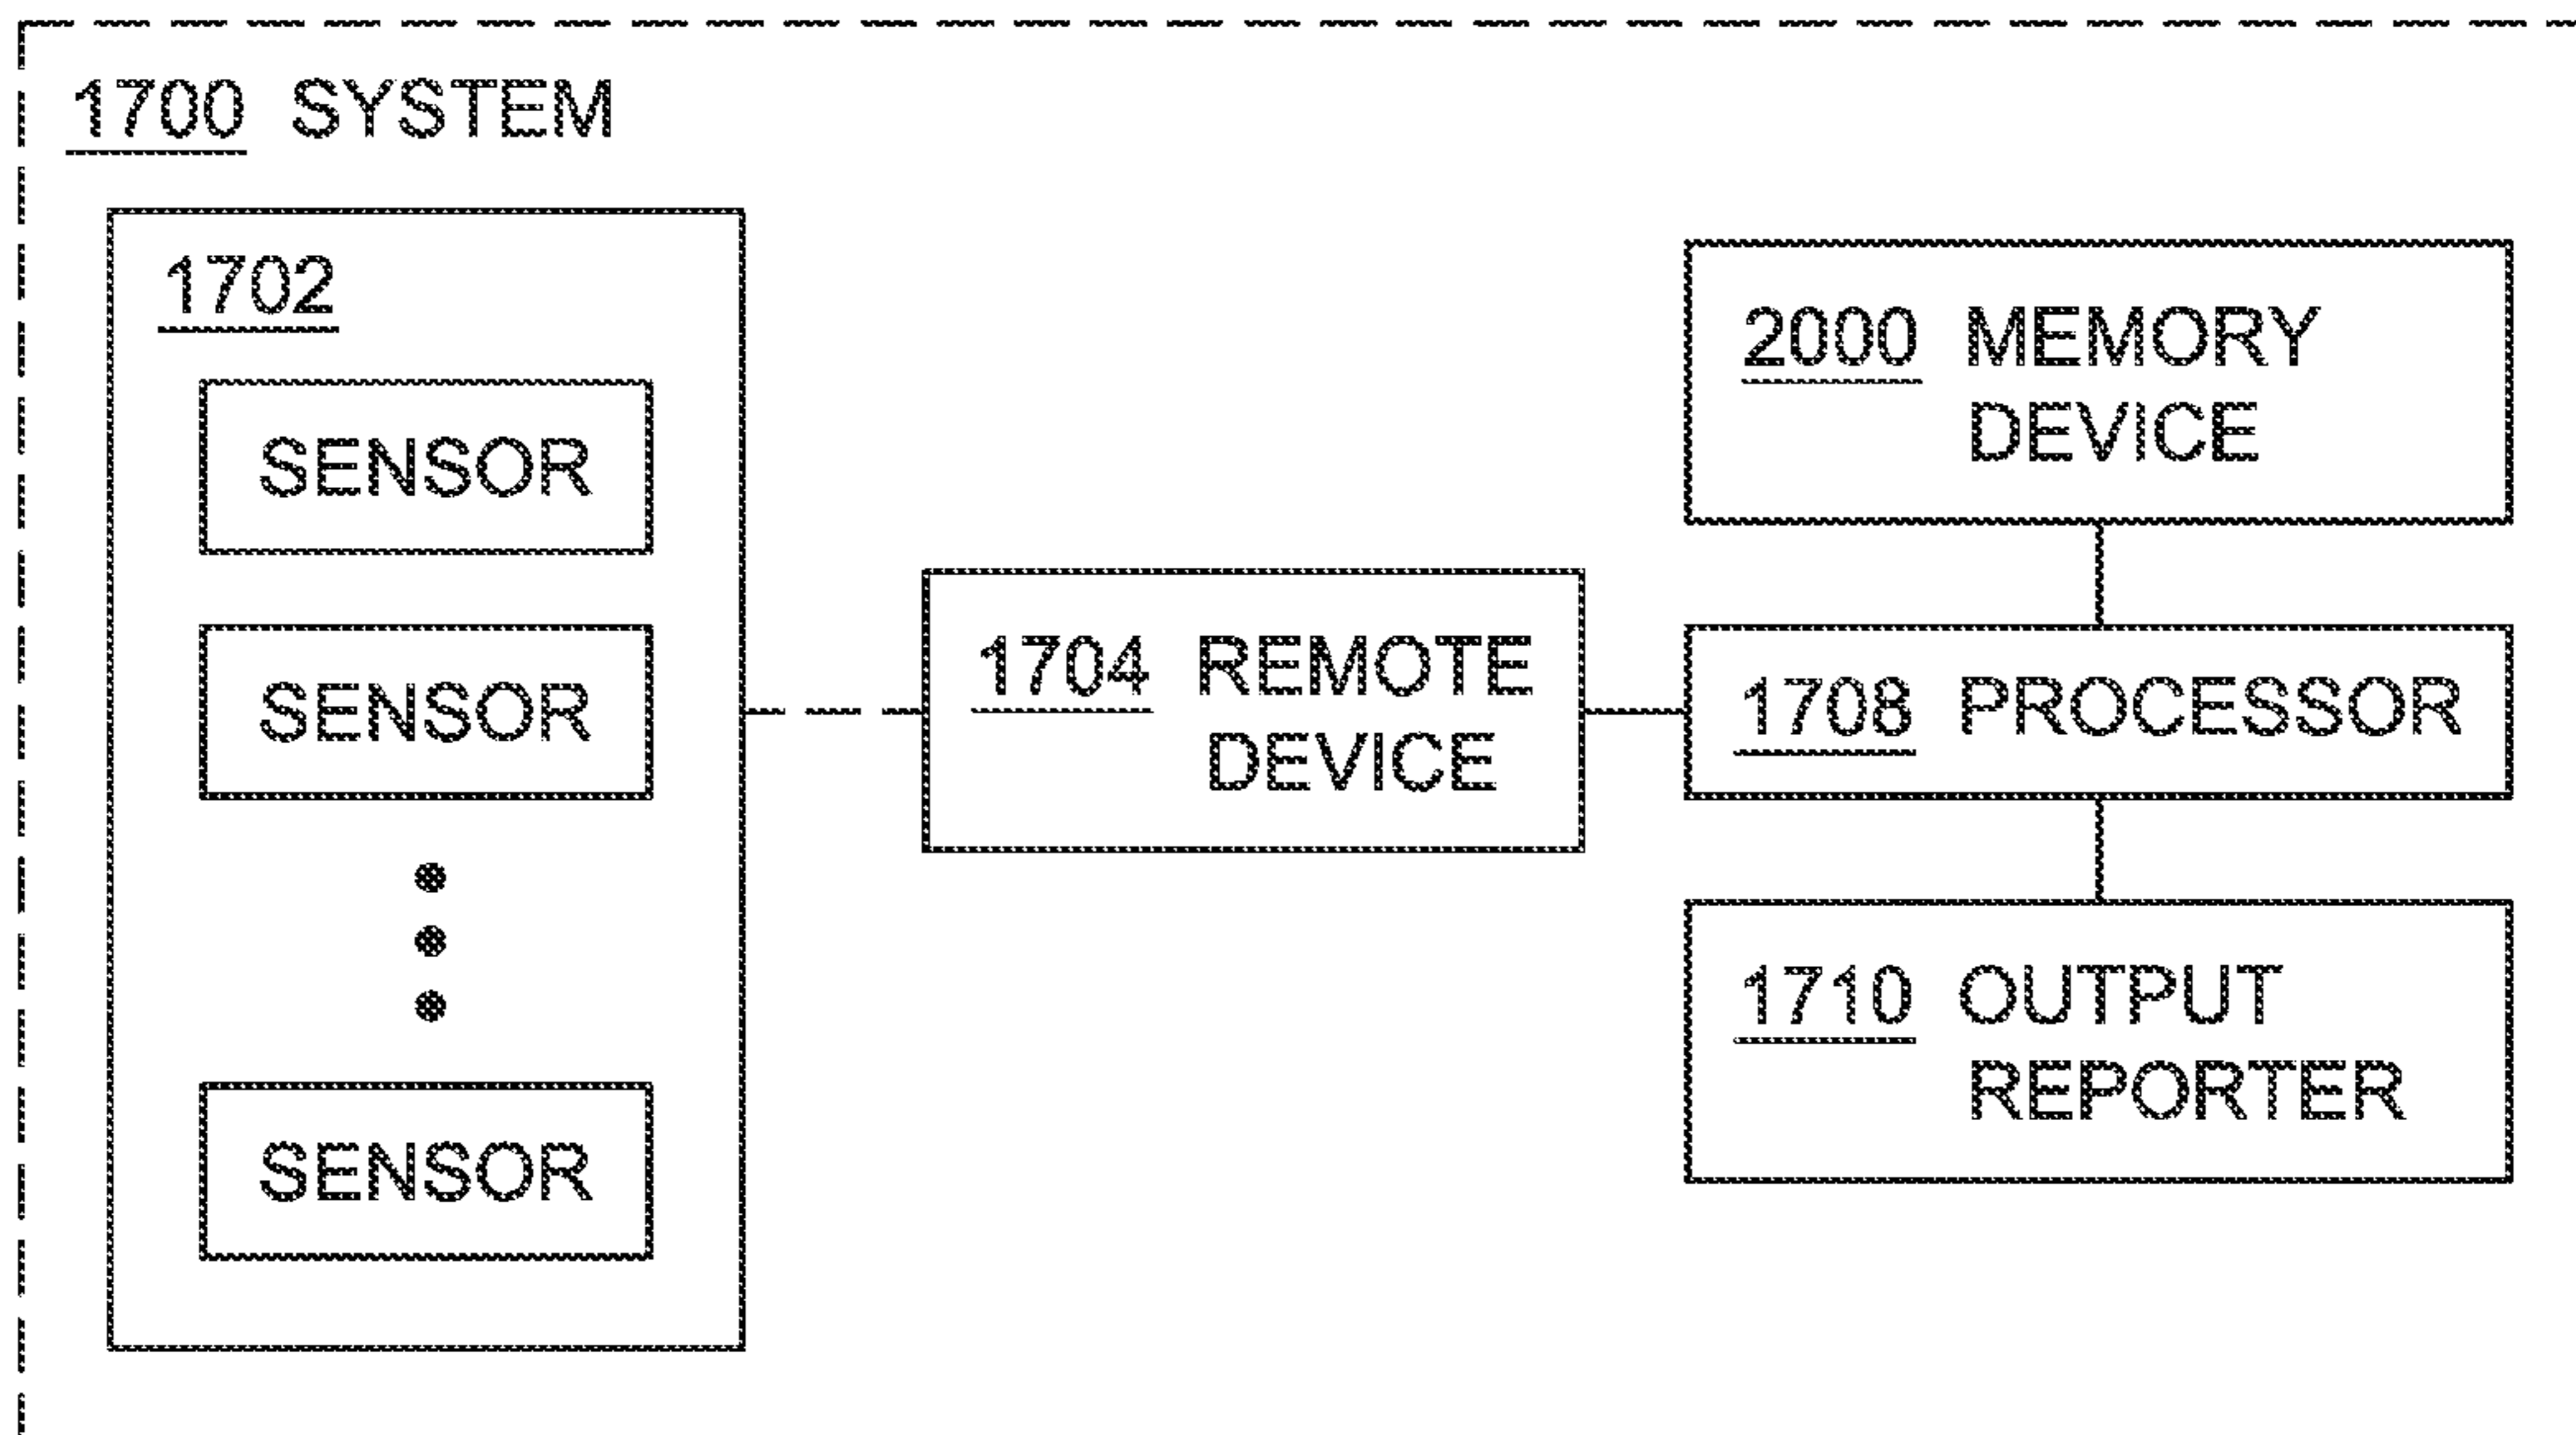 1700 SYSTEM
1702
SENSOR
SENSOR
SENSOR
1704 REMOTE
DEVICE
2000 MEMORY
DEVICE
1708 PROCESSOR
1710 OUTPUT
REPORTER